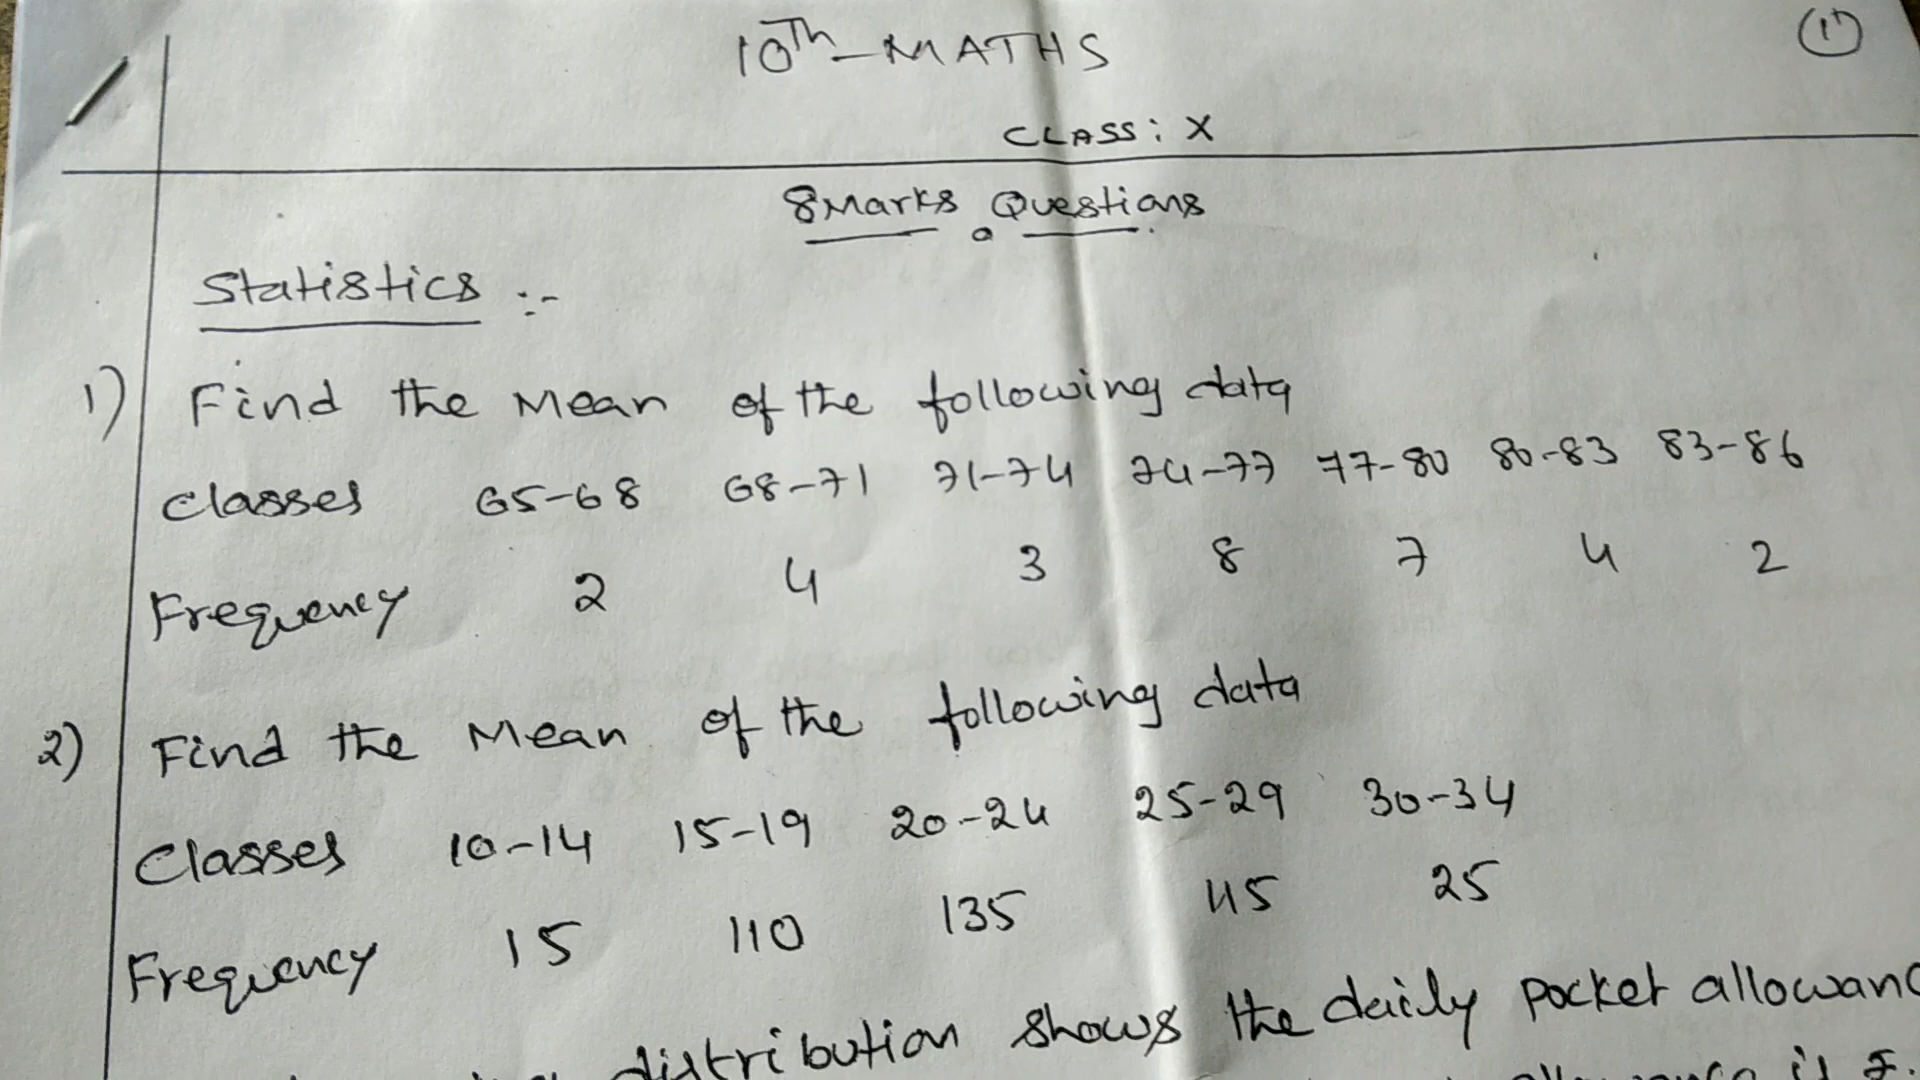 10Th - MATHS
(1)
CLASS: X
8 Marks Questions
Statistics :-
1) Find the Mean of the following data
Classes 65-68 68-71 71-74 74-77 77-80 80-83 83-86
Frequency 2 4 3 8 7 4 2
2) Find the Mean of the following data
Classes 10-14 15-19 20-24 25-29 30-34
Frequency 15 110 135 45 25
distribution shows the daily pocket allowanc
is